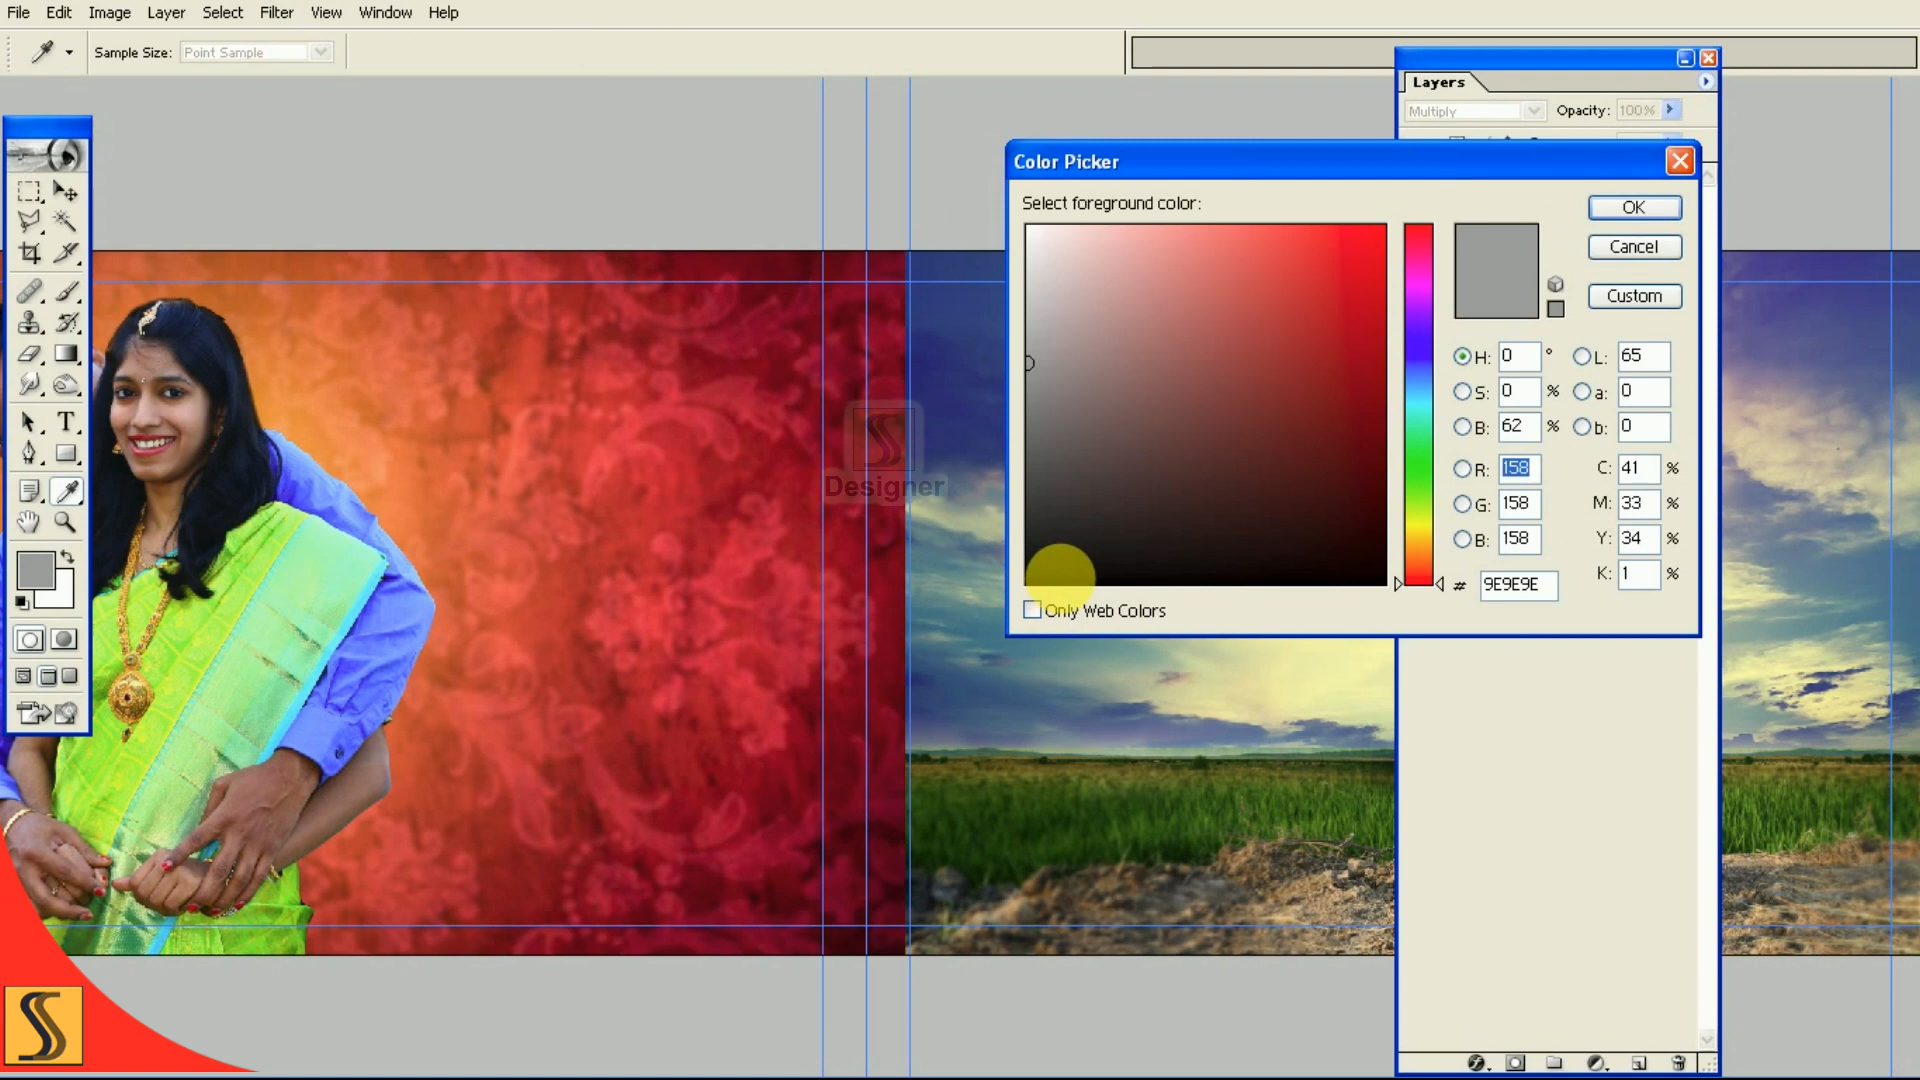 File Edit Image Layer Select Filter View Window Help
Sample Size: Point Sample
Layers
Multiply Opacity: 100%
Color Picker
Select foreground color:
OK
Cancel
Custom
H: 0 ° L: 65
S: 0 % a: 0
B: 62 % b: 0
R: 158 C: 41 %
G: 158 M: 33 %
B: 158 Y: 34 %
# 9E9E9E K: 1 %
Only Web Colors
T
S
Designer
S